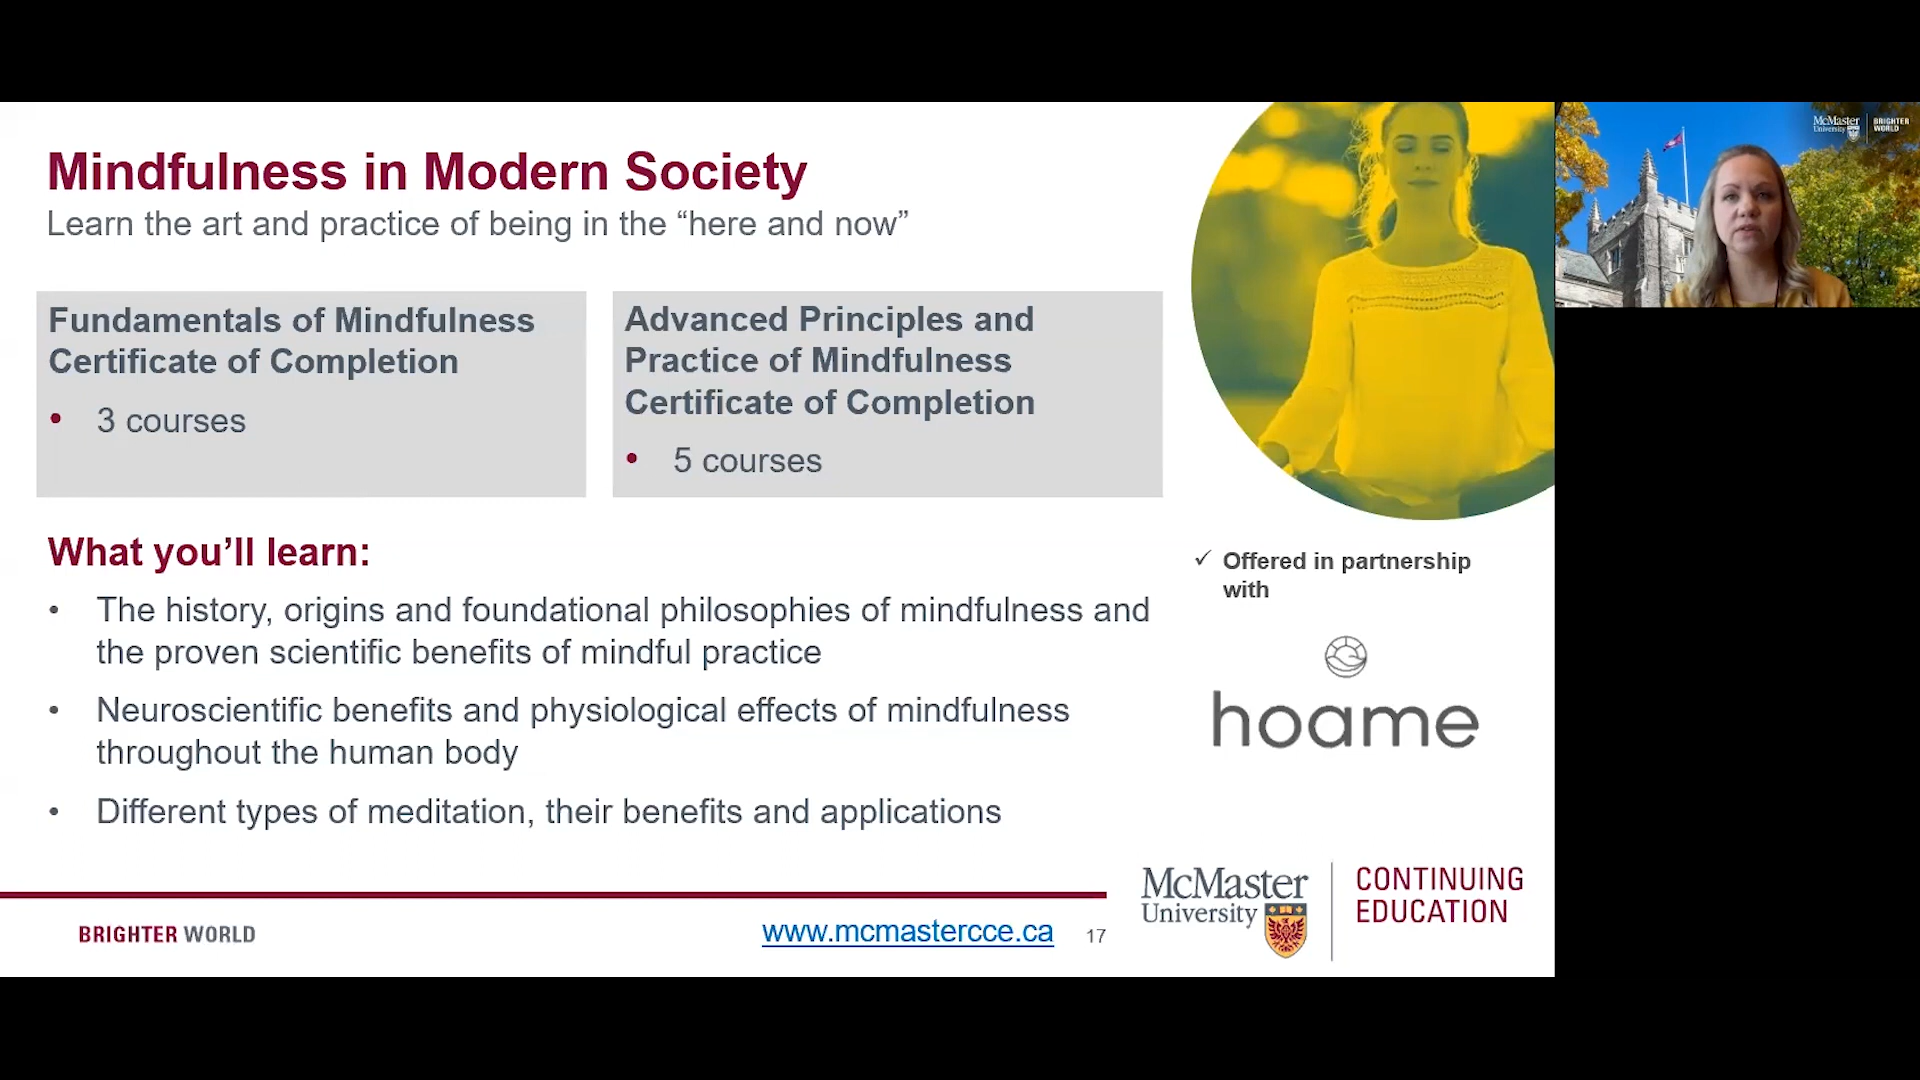 Mindfulness in Modern Society
Learn the art and practice of being in the “here and now”
Fundamentals of Mindfulness
Certificate of Completion
• 3 courses
Advanced Principles and
Practice of Mindfulness
Certificate of Completion
• 5 courses
What you’ll learn:
• The history, origins and foundational philosophies of mindfulness and
the proven scientific benefits of mindful practice
• Neuroscientific benefits and physiological effects of mindfulness
throughout the human body
• Different types of meditation, their benefits and applications
✓ Offered in partnership
with
hoame
BRIGHTER WORLD
www.mcmastercce.ca
17
McMaster
University
CONTINUING
EDUCATION
McMaster
University
BRIGHTER
WORLD